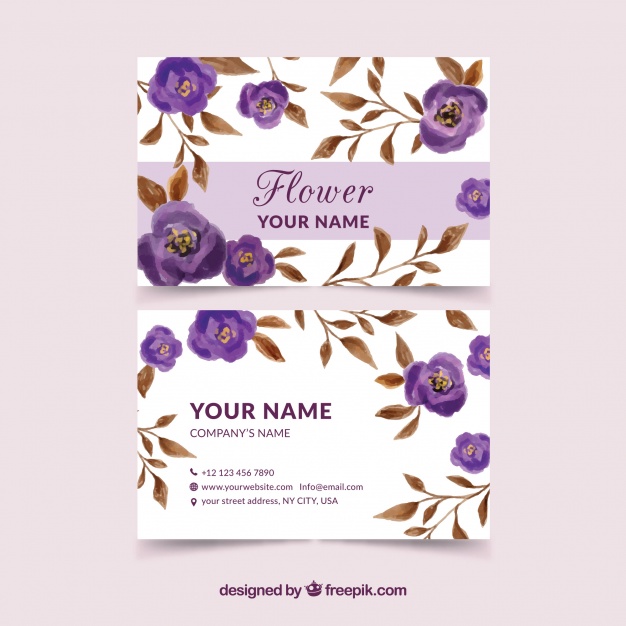 Flower
YOUR NAME
YOUR NAME
COMPANY'S NAME
+12 123 456 7890
www.yourwebsite.com Info@email.com
your street address, NY CITY, USA
designed by freepik.com